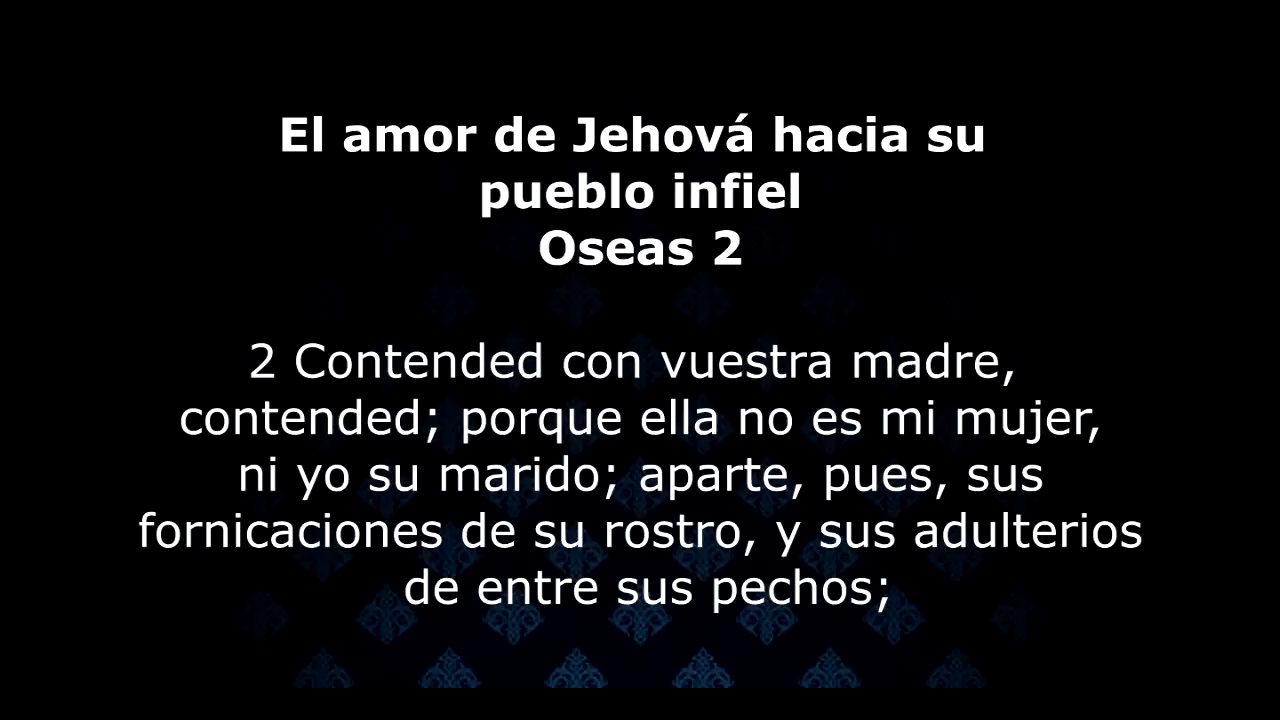 El amor de Jehová hacia su
pueblo infiel
Oseas 2
2 Contended con vuestra madre,
contended; porque ella no es mi mujer,
ni yo su marido; aparte, pues, sus
fornicaciones de su rostro, y sus adulterios
de entre sus pechos;